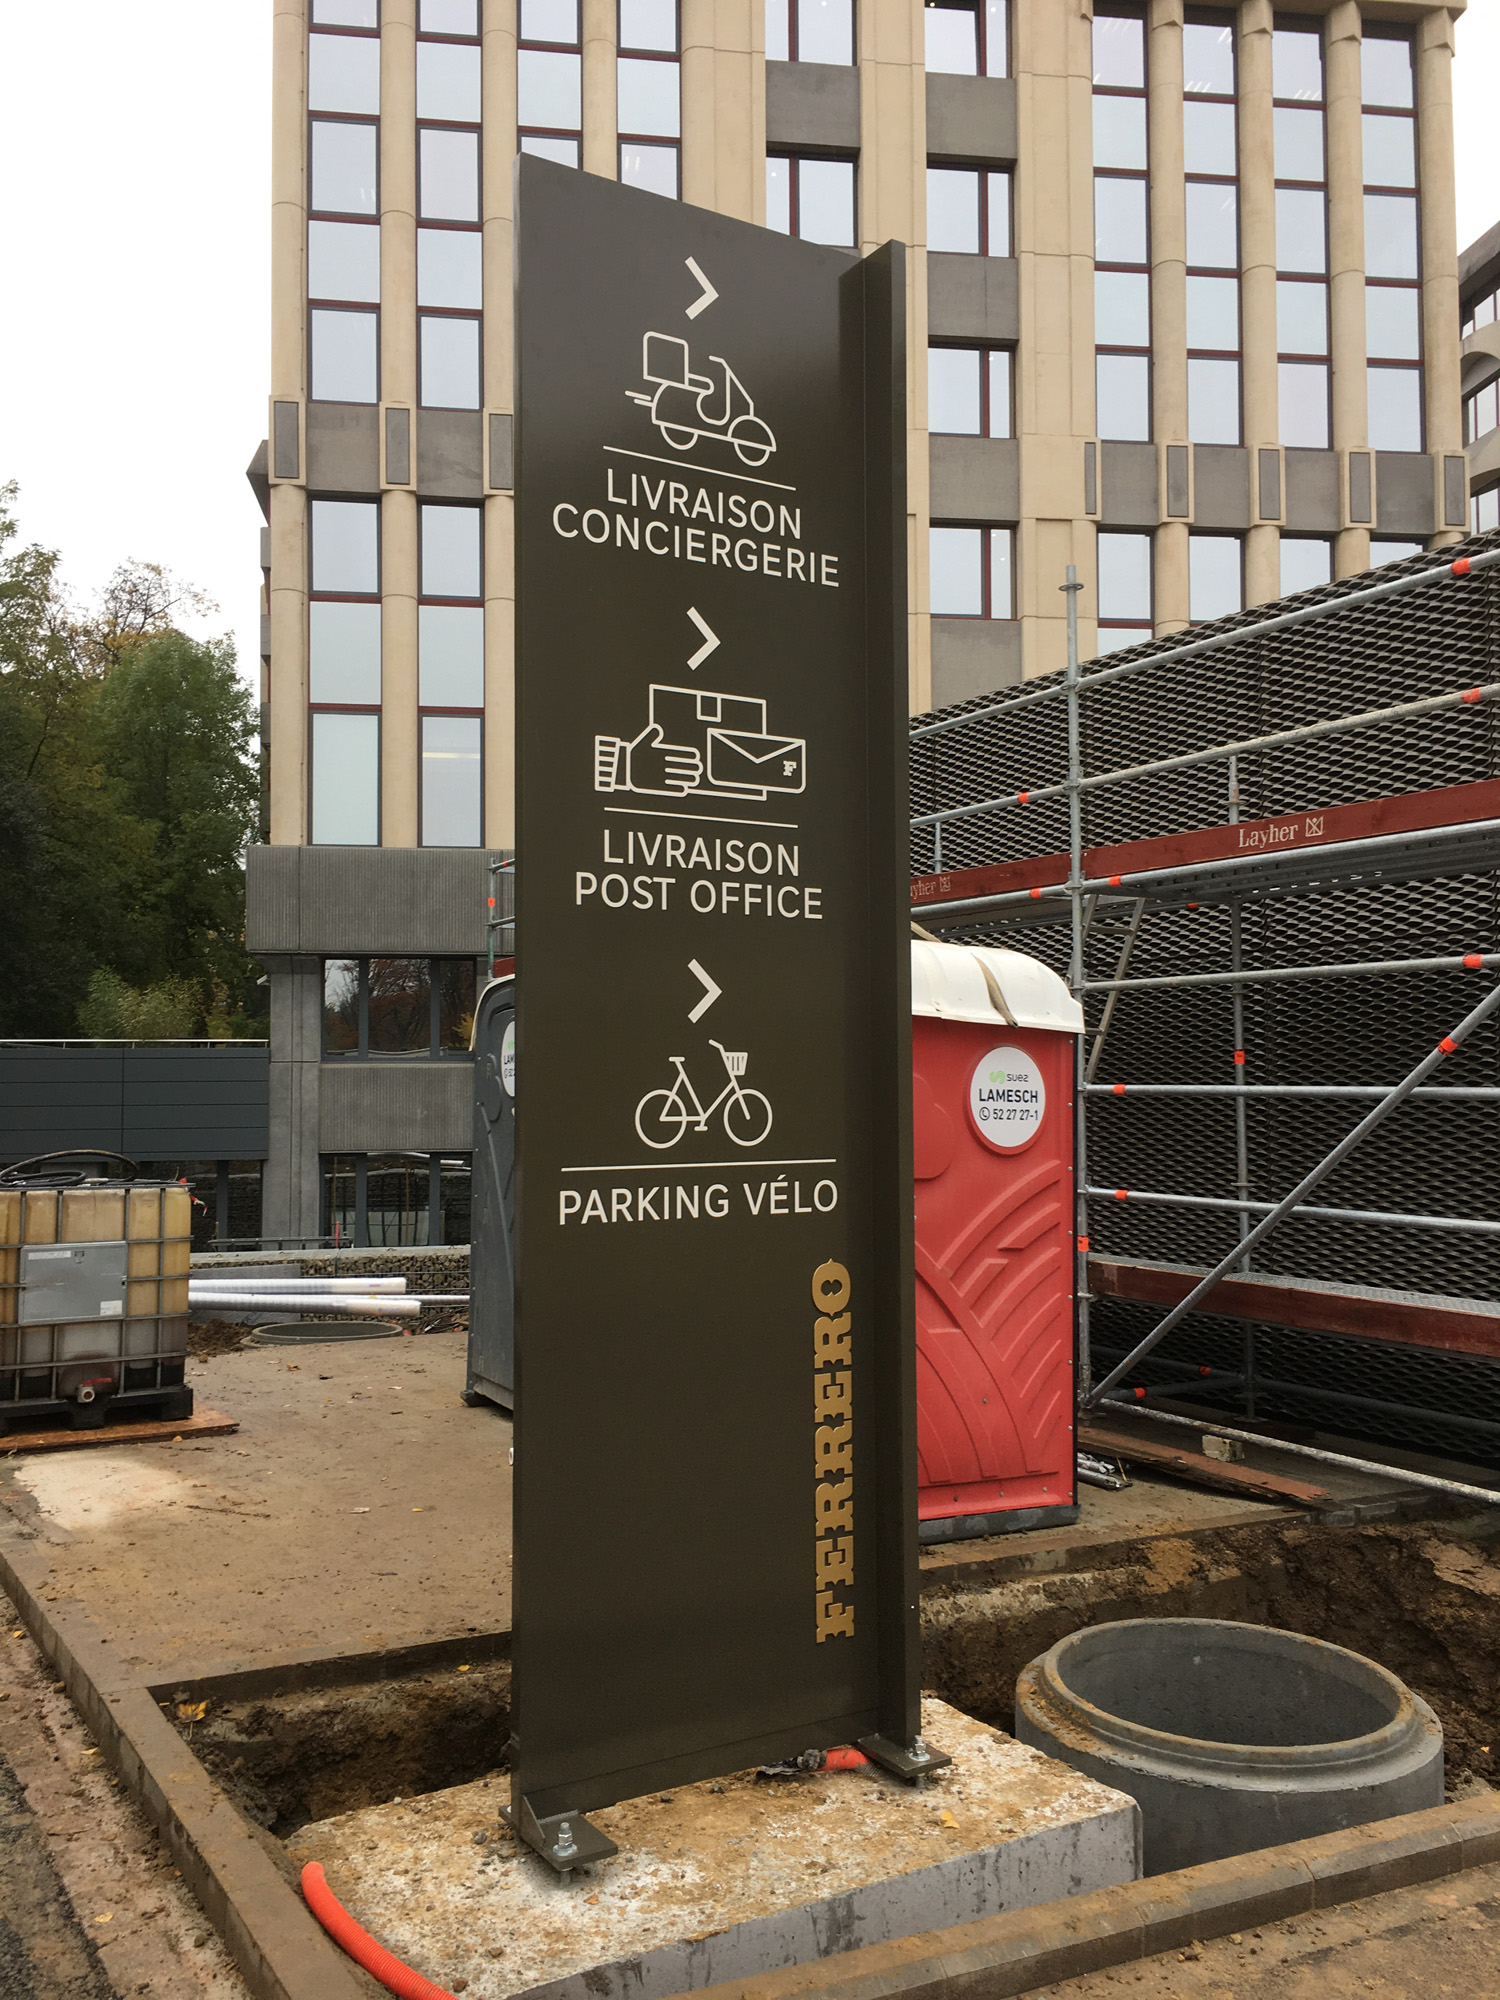 LIVRAISON
CONCIERGERIE
F
LIVRAISON
POST OFFICE
PARKING VÉLO
FERRERO
Layher
suez
LAMESCH
52 27 27-1